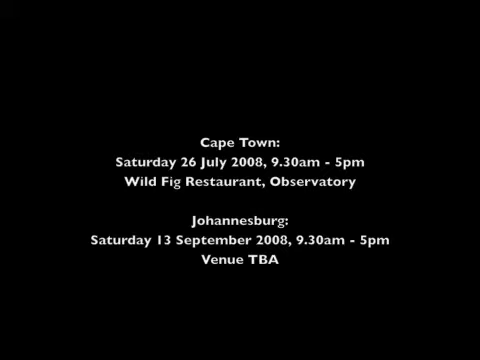 Cape Town:
Saturday 26 July 2008, 9.30am - 5pm
Wild Fig Restaurant, Observatory
Johannesburg:
Saturday 13 September 2008, 9.30am - 5pm
Venue TBA